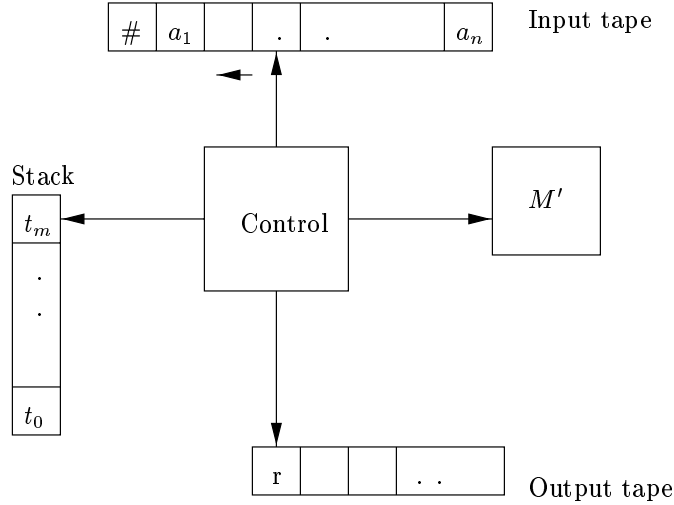 # a₁ . . aₙ Input tape
Stack
tₘ Control M′
.
.
t₀
r . . Output tape